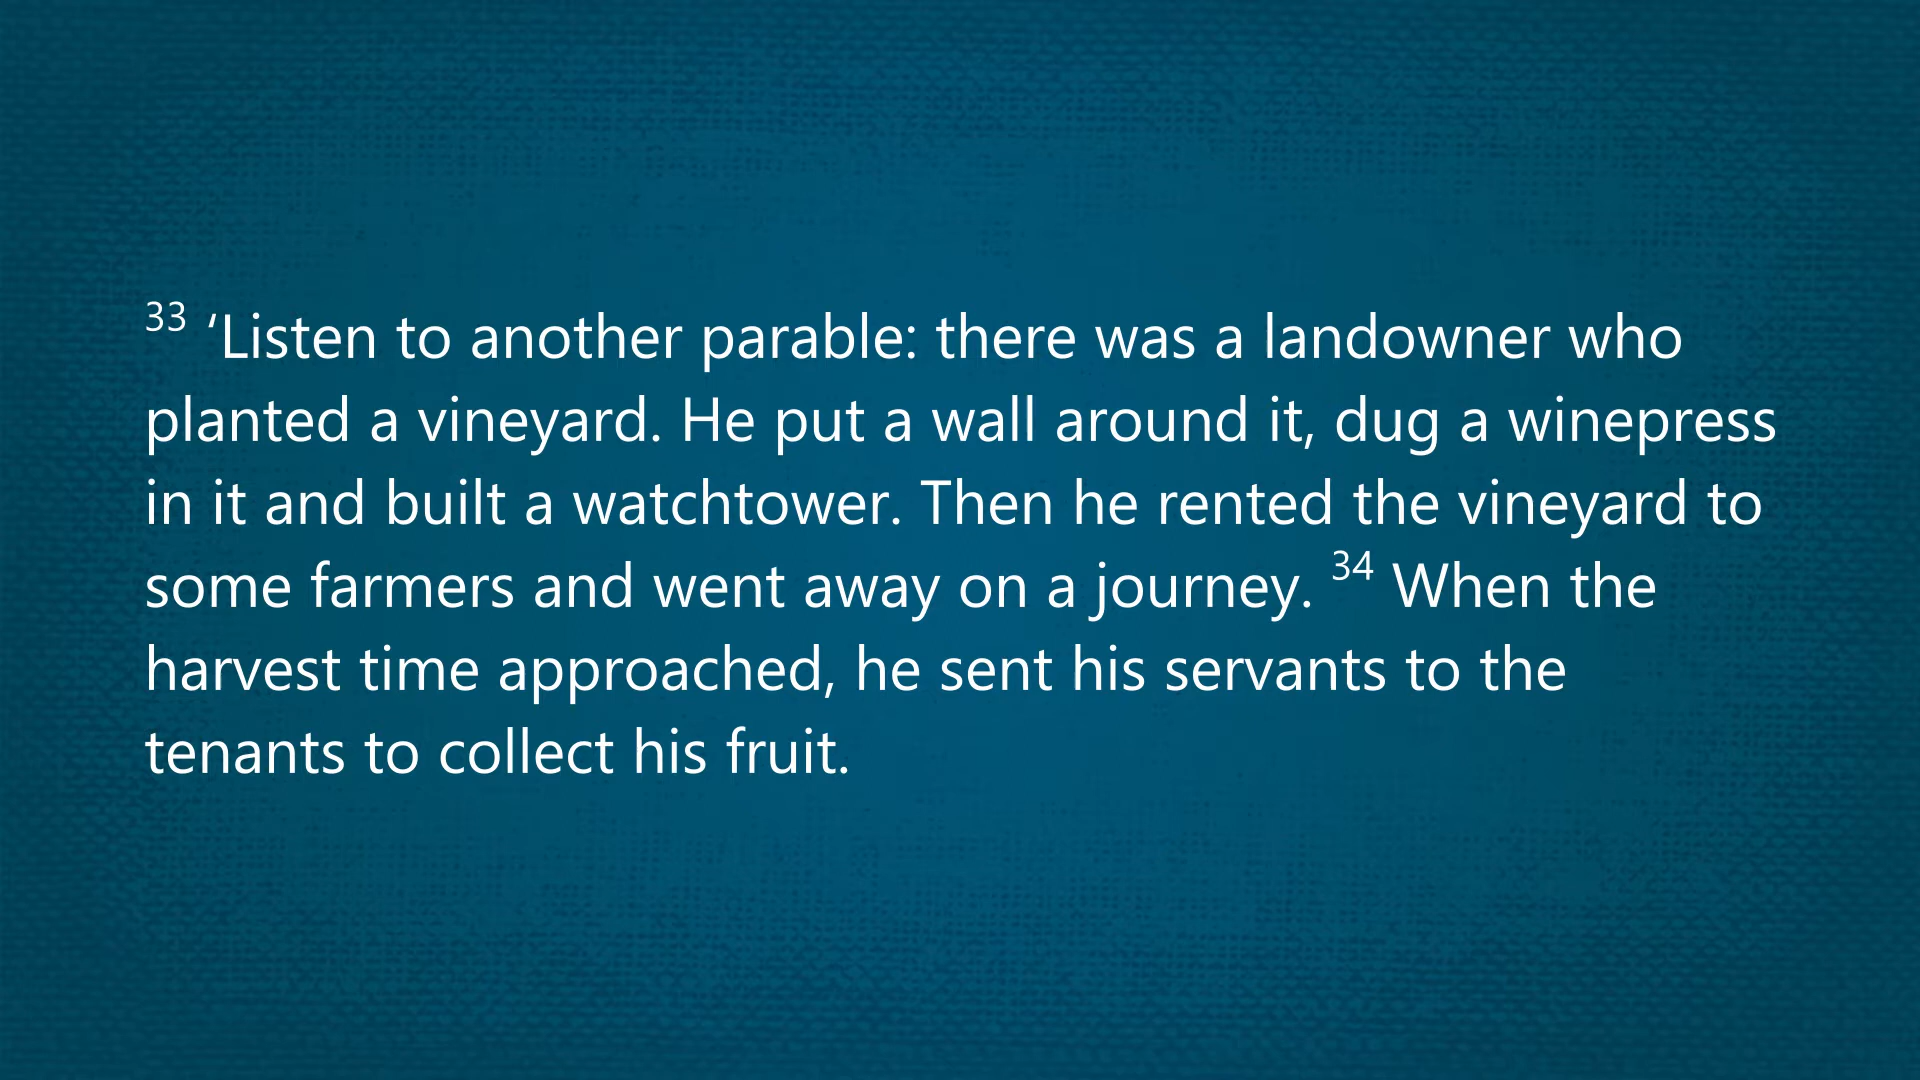 33 ‘Listen to another parable: there was a landowner who
planted a vineyard. He put a wall around it, dug a winepress
in it and built a watchtower. Then he rented the vineyard to
some farmers and went away on a journey. 34 When the
harvest time approached, he sent his servants to the
tenants to collect his fruit.